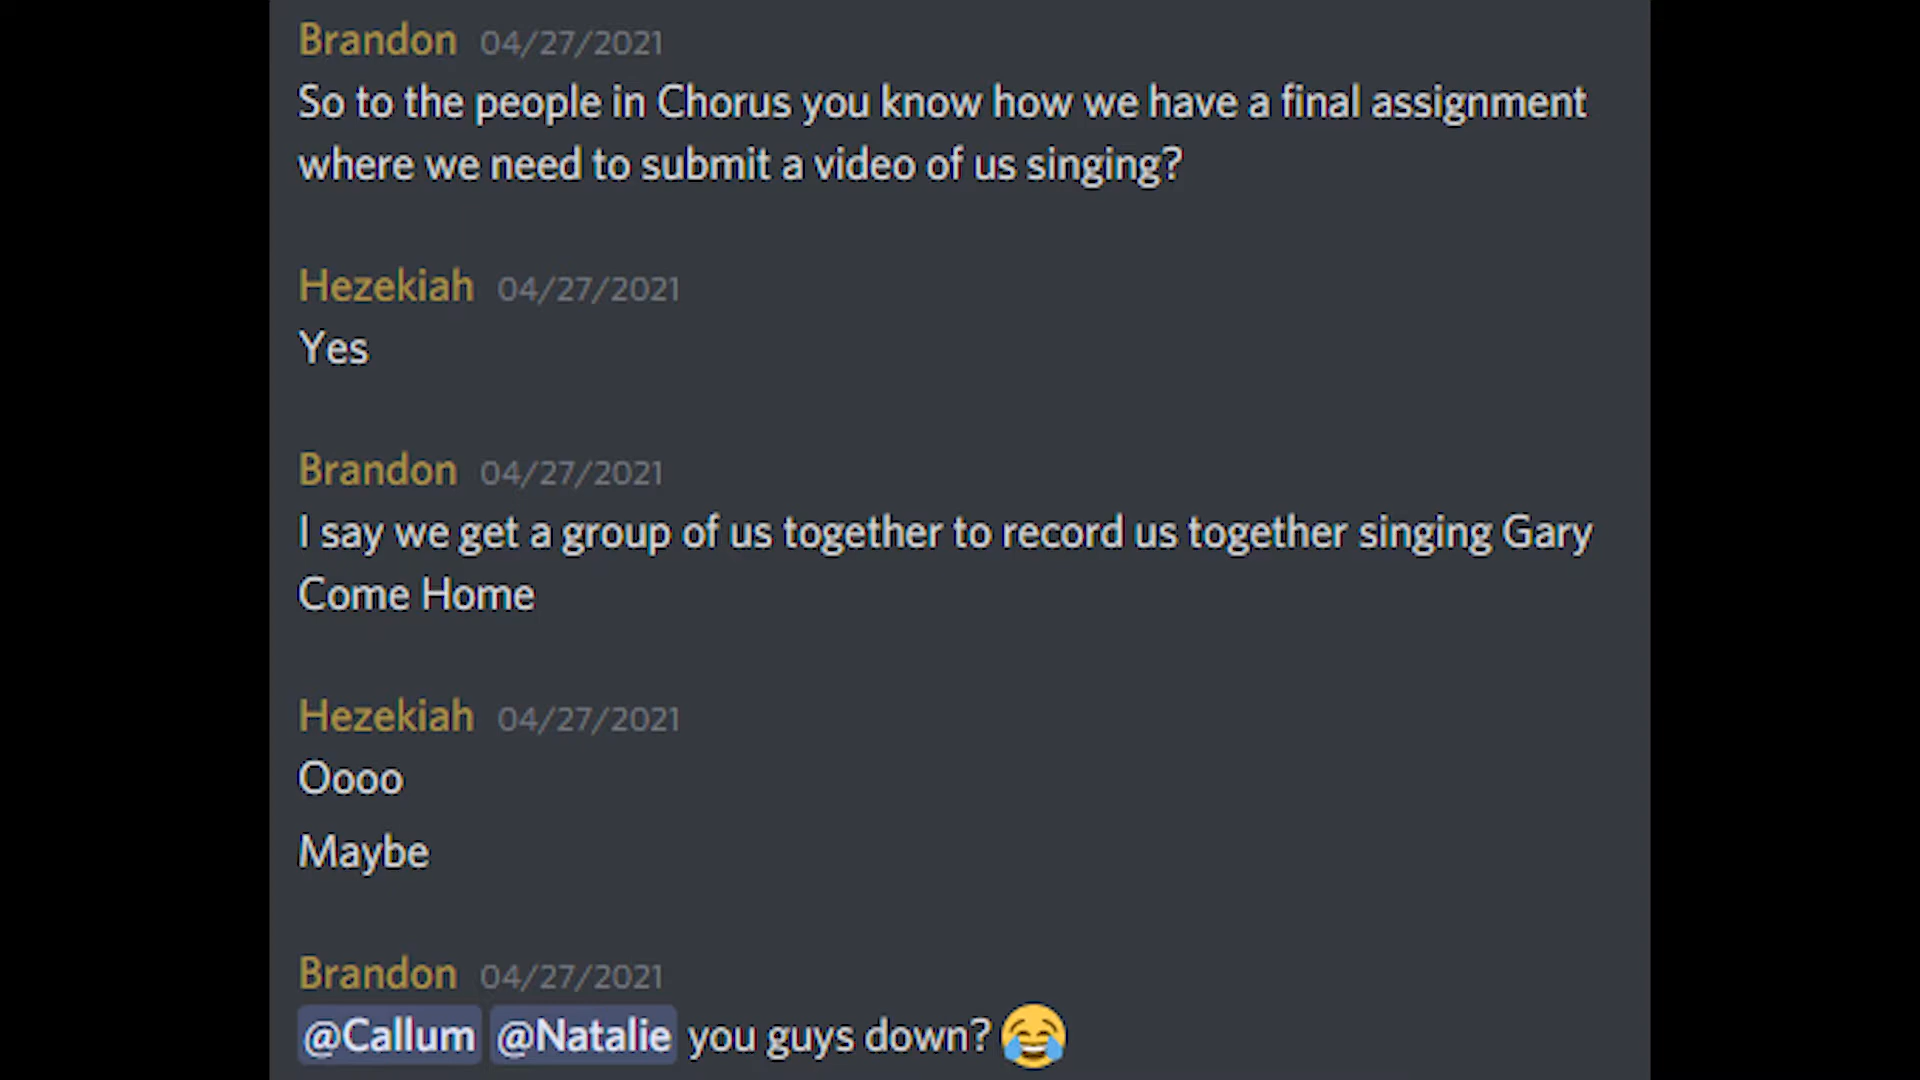 Brandon 04/27/2021
So to the people in Chorus you know how we have a final assignment
where we need to submit a video of us singing?
Hezekiah 04/27/2021
Yes
Brandon 04/27/2021
I say we get a group of us together to record us together singing Gary
Come Home
Hezekiah 04/27/2021
Oooo
Maybe
Brandon 04/27/2021
@Callum @Natalie you guys down? 😂